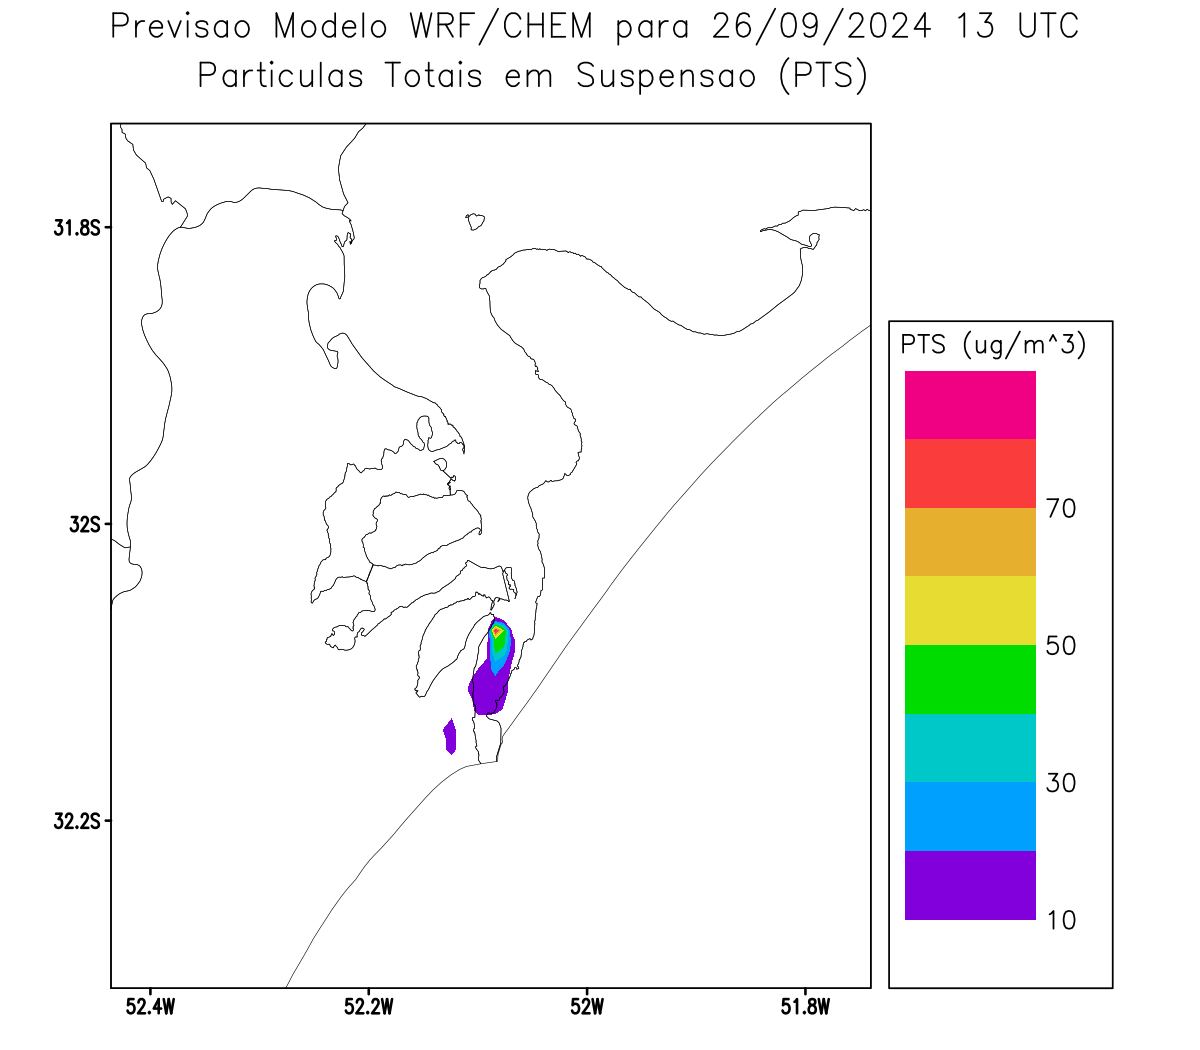 Previsao Modelo WRF/CHEM para 26/09/2024 13 UTC
Particulas Totais em Suspensao (PTS)
31.8S
32S
32.2S
52.4W
52.2W
52W
51.8W
PTS (ug/m^3)
70
50
30
10